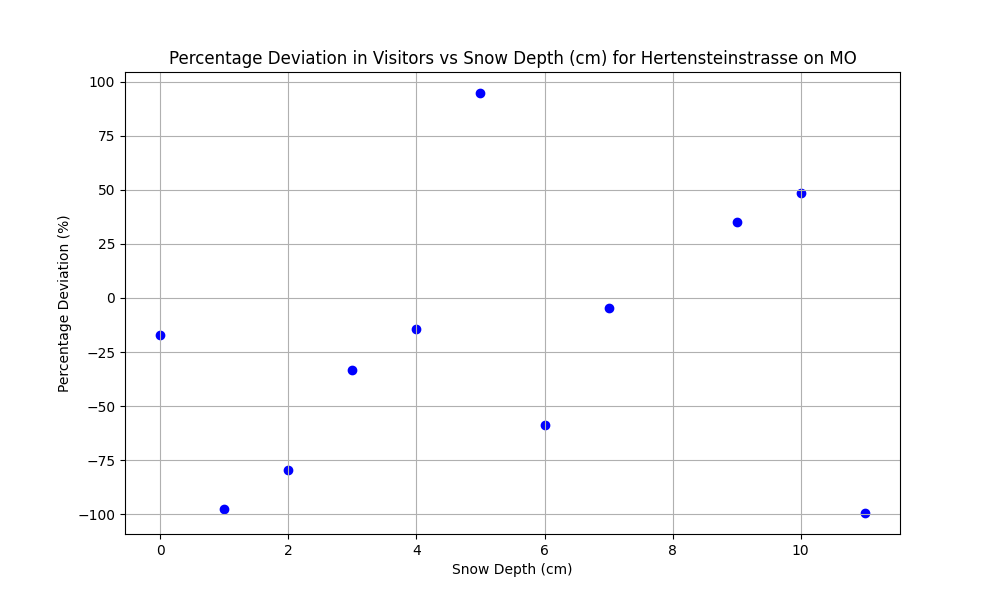 Percentage Deviation in Visitors vs Snow Depth (cm) for Hertensteinstrasse on MO
100
75
50
25
0
−25
−50
−75
−100
Percentage Deviation (%)
0 2 4 6 8 10
Snow Depth (cm)